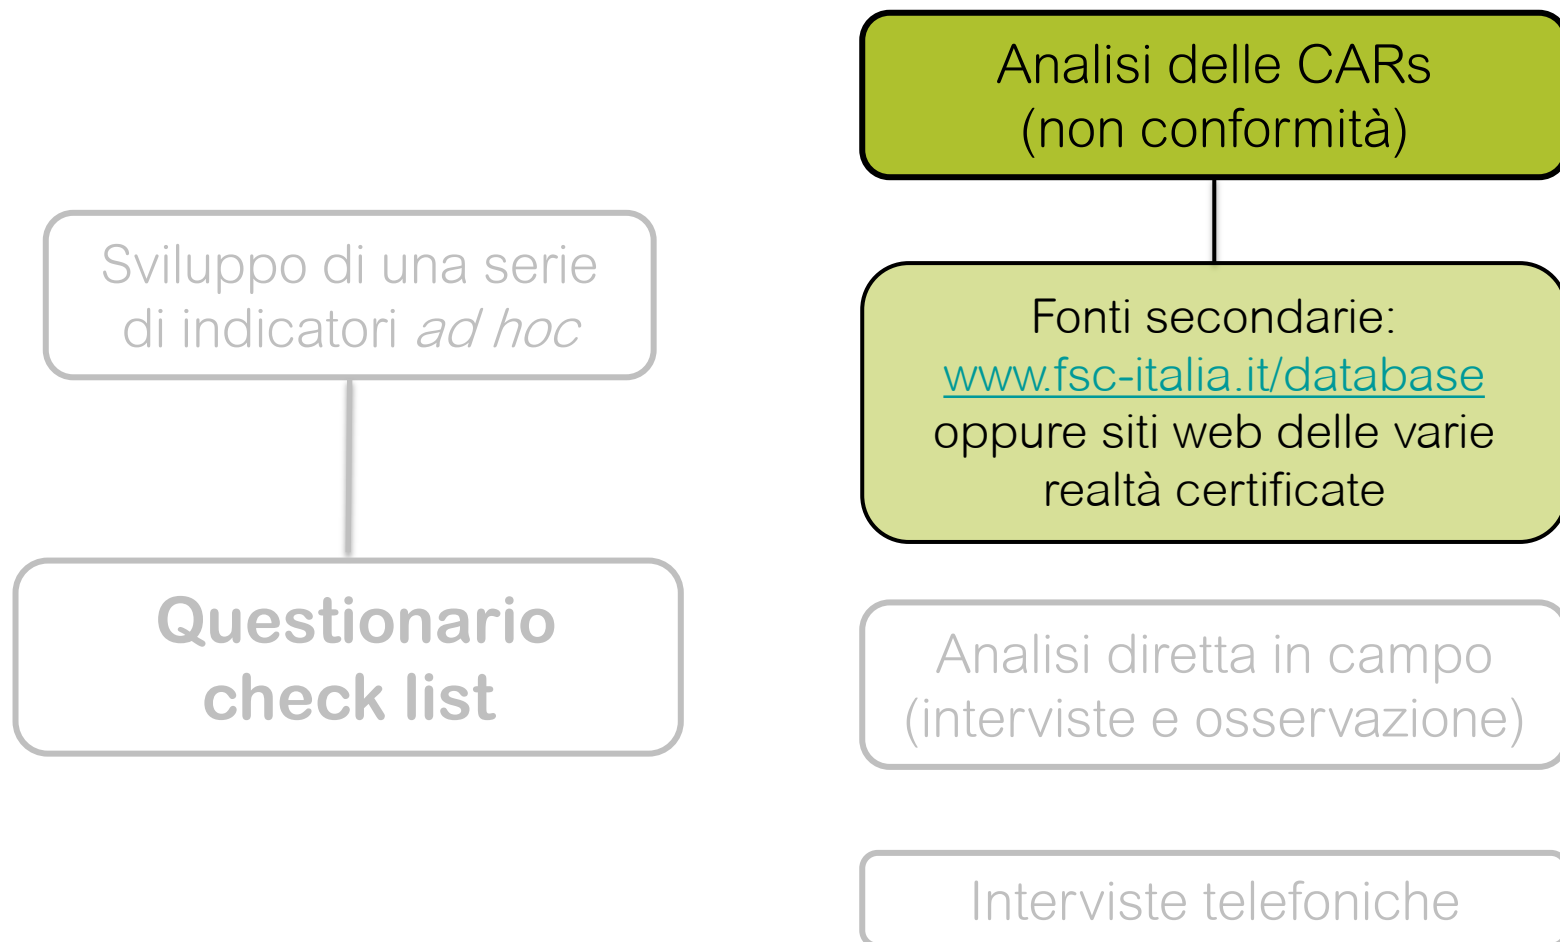 Analisi delle CARs
(non conformità)
Sviluppo di una serie
di indicatori ad hoc
Fonti secondarie:
www.fsc-italia.it/database
oppure siti web delle varie
realtà certificate
Questionario
check list
Analisi diretta in campo
(interviste e osservazione)
Interviste telefoniche